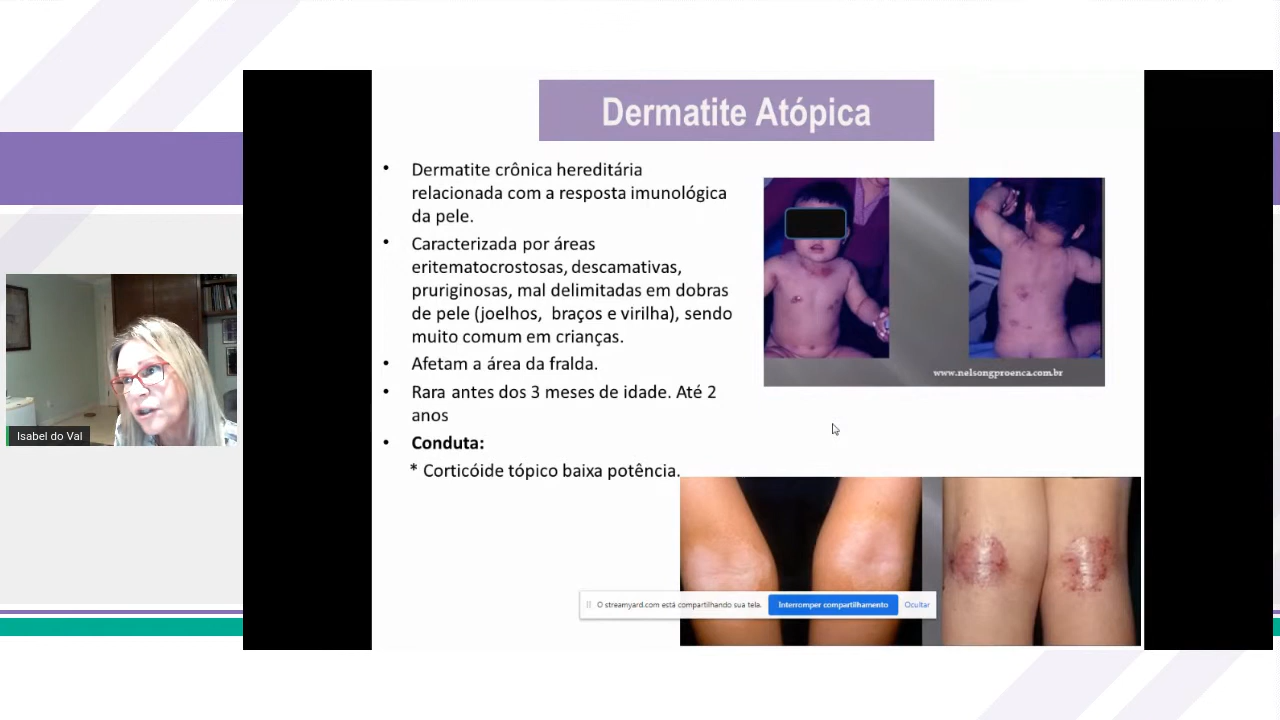 Dermatite Atópica
• Dermatite crônica hereditária
relacionada com a resposta imunológica
da pele.
• Caracterizada por áreas
eritematocrostosas, descamativas,
pruriginosas, mal delimitadas em dobras
de pele (joelhos, braços e virilha), sendo
muito comum em crianças.
• Afetam a área da fralda.
• Rara antes dos 3 meses de idade. Até 2
anos
• Conduta:
* Corticóide tópico baixa potência.
www.nelsongproenca.com.br
Isabel do Val
O streamyard.com está compartilhando sua tela.
Interromper compartilhamento
Ocultar